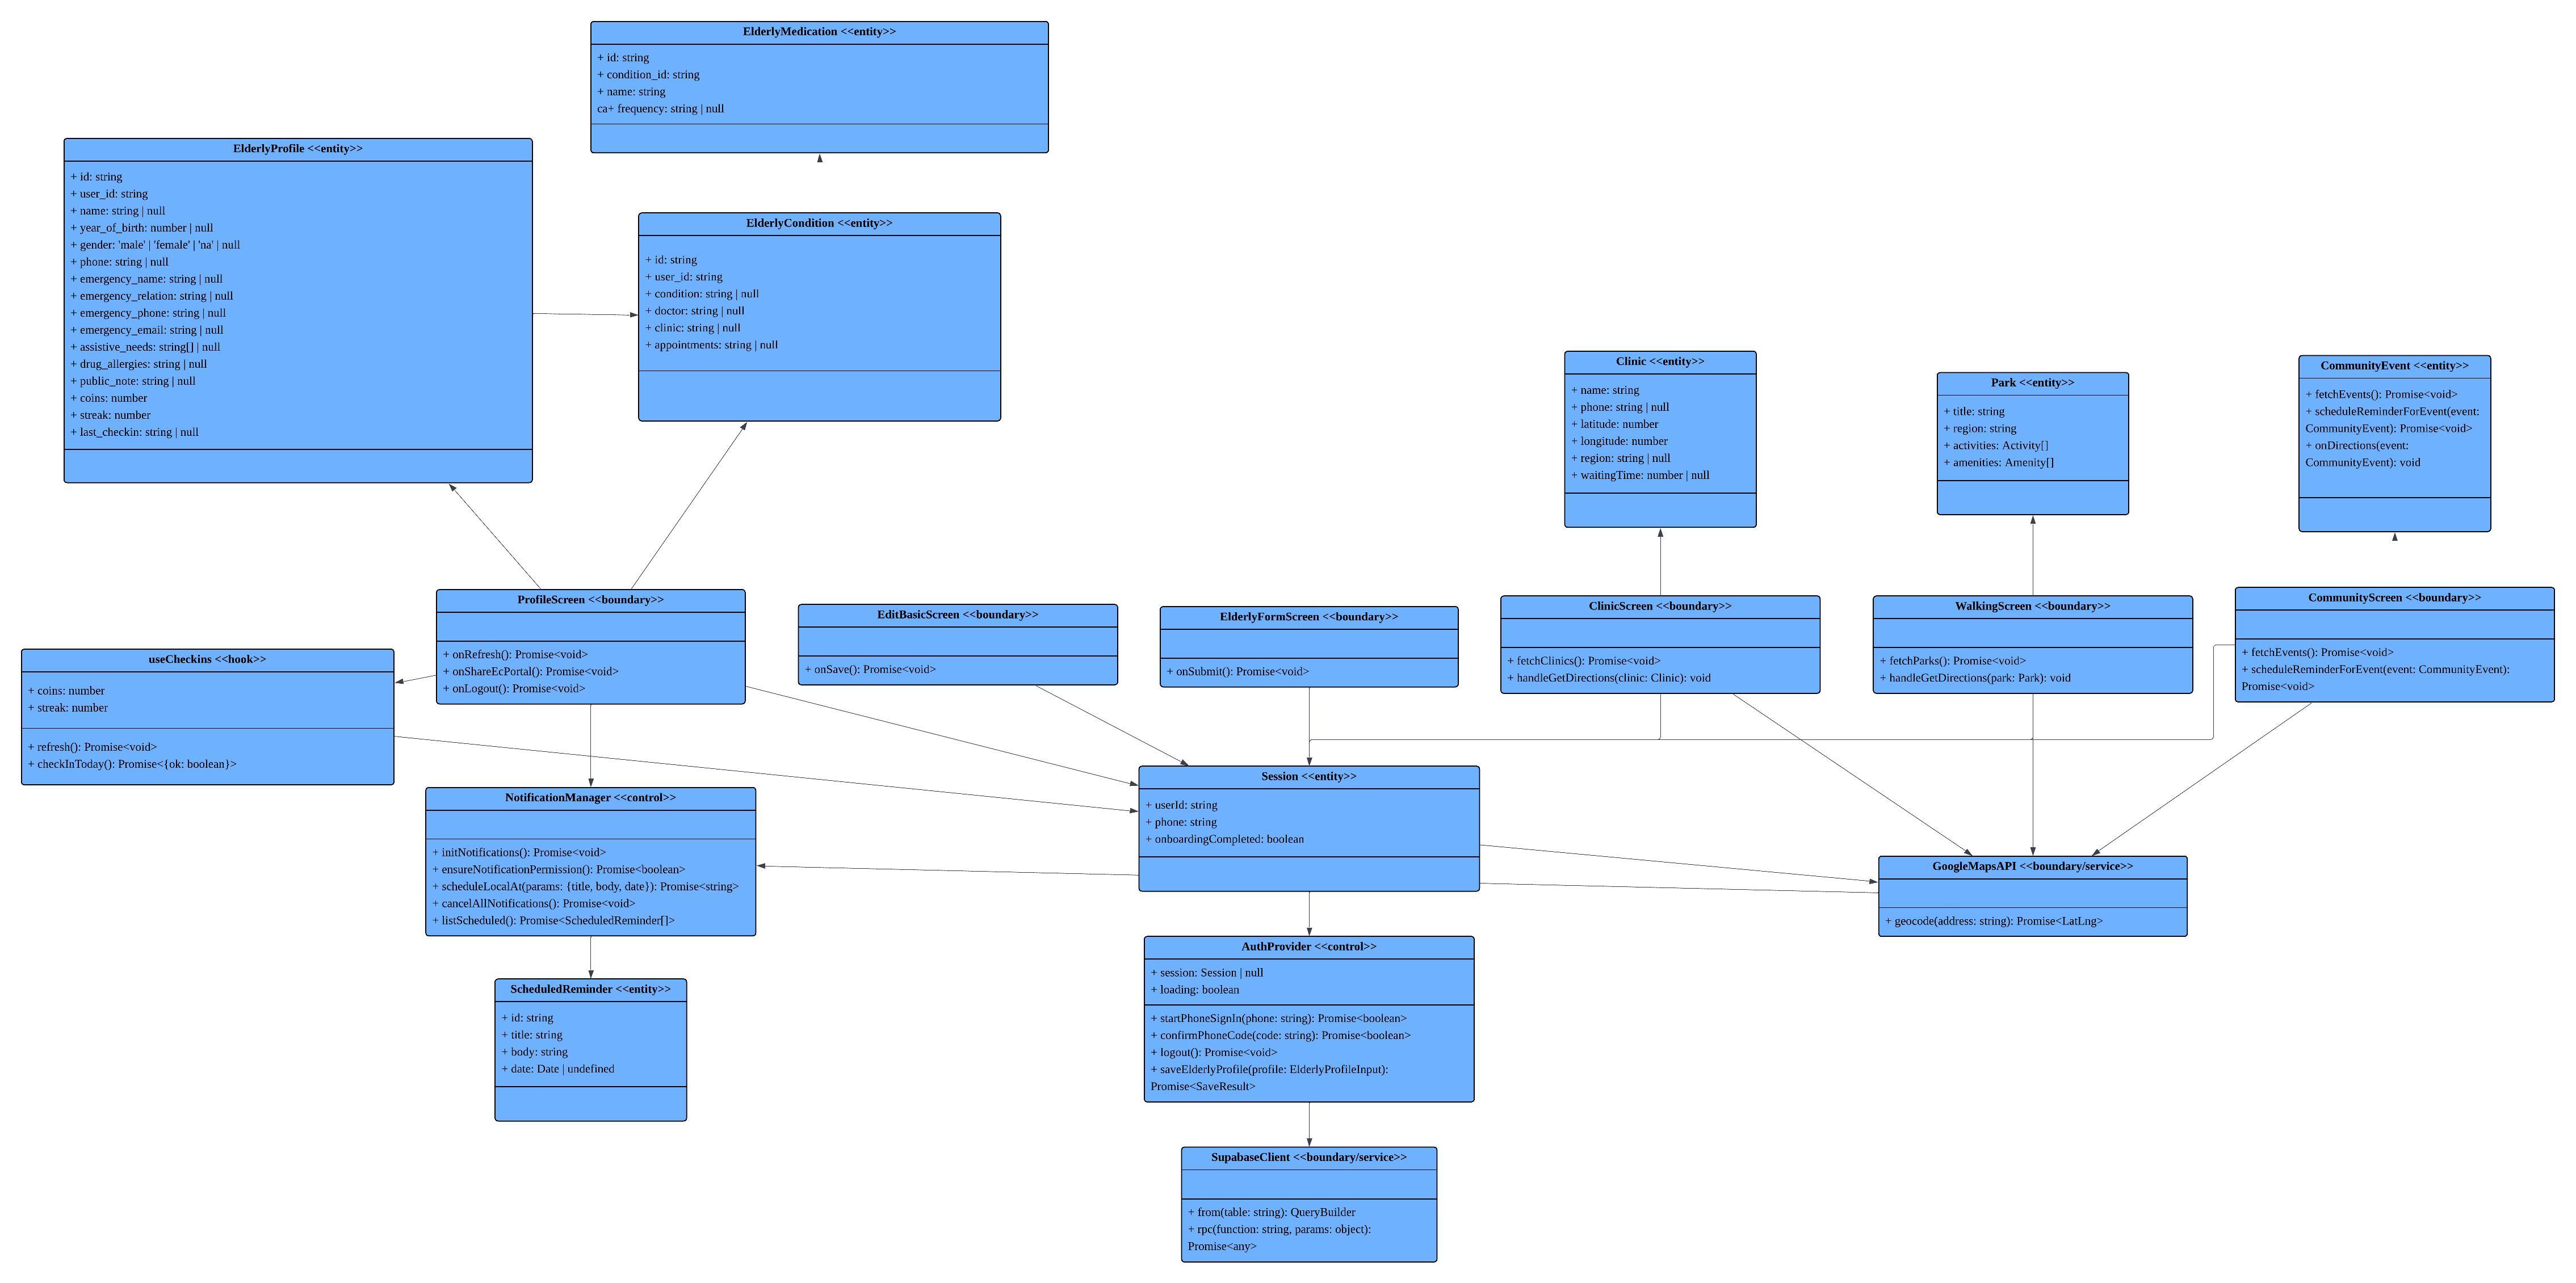 ElderlyMedication <<entity>>
+ id: string
+ condition_id: string
+ name: string
ca+ frequency: string | null
ElderlyProfile <<entity>>
+ id: string
+ user_id: string
+ name: string | null
+ year_of_birth: number | null
+ gender: 'male' | 'female' | 'na' | null
+ phone: string | null
+ emergency_name: string | null
+ emergency_relation: string | null
+ emergency_phone: string | null
+ emergency_email: string | null
+ assistive_needs: string[] | null
+ drug_allergies: string | null
+ public_note: string | null
+ coins: number
+ streak: number
+ last_checkin: string | null
ElderlyCondition <<entity>>
+ id: string
+ user_id: string
+ condition: string | null
+ doctor: string | null
+ clinic: string | null
+ appointments: string | null
Clinic <<entity>>
+ name: string
+ phone: string | null
+ latitude: number
+ longitude: number
+ region: string | null
+ waitingTime: number | null
Park <<entity>>
+ title: string
+ region: string
+ activities: Activity[]
+ amenities: Amenity[]
CommunityEvent <<entity>>
+ fetchEvents(): Promise<void>
+ scheduleReminderForEvent(event:
CommunityEvent): Promise<void>
+ onDirections(event:
CommunityEvent): void
ProfileScreen <<boundary>>
+ onRefresh(): Promise<void>
+ onShareEcPortal(): Promise<void>
+ onLogout(): Promise<void>
EditBasicScreen <<boundary>>
+ onSave(): Promise<void>
ElderlyFormScreen <<boundary>>
+ onSubmit(): Promise<void>
ClinicScreen <<boundary>>
+ fetchClinics(): Promise<void>
+ handleGetDirections(clinic: Clinic): void
WalkingScreen <<boundary>>
+ fetchParks(): Promise<void>
+ handleGetDirections(park: Park): void
CommunityScreen <<boundary>>
+ fetchEvents(): Promise<void>
+ scheduleReminderForEvent(event: CommunityEvent):
Promise<void>
useCheckins <<hook>>
+ coins: number
+ streak: number
+ refresh(): Promise<void>
+ checkInToday(): Promise<{ok: boolean}>
NotificationManager <<control>>
+ initNotifications(): Promise<void>
+ ensureNotificationPermission(): Promise<boolean>
+ scheduleLocalAt(params: {title, body, date}): Promise<string>
+ cancelAllNotifications(): Promise<void>
+ listScheduled(): Promise<ScheduledReminder[]>
Session <<entity>>
+ userId: string
+ phone: string
+ onboardingCompleted: boolean
GoogleMapsAPI <<boundary/service>>
+ geocode(address: string): Promise<LatLng>
ScheduledReminder <<entity>>
+ id: string
+ title: string
+ body: string
+ date: Date | undefined
AuthProvider <<control>>
+ session: Session | null
+ loading: boolean
+ startPhoneSignIn(phone: string): Promise<boolean>
+ confirmPhoneCode(code: string): Promise<boolean>
+ logout(): Promise<void>
+ saveElderlyProfile(profile: ElderlyProfileInput):
Promise<SaveResult>
SupabaseClient <<boundary/service>>
+ from(table: string): QueryBuilder
+ rpc(function: string, params: object):
Promise<any>